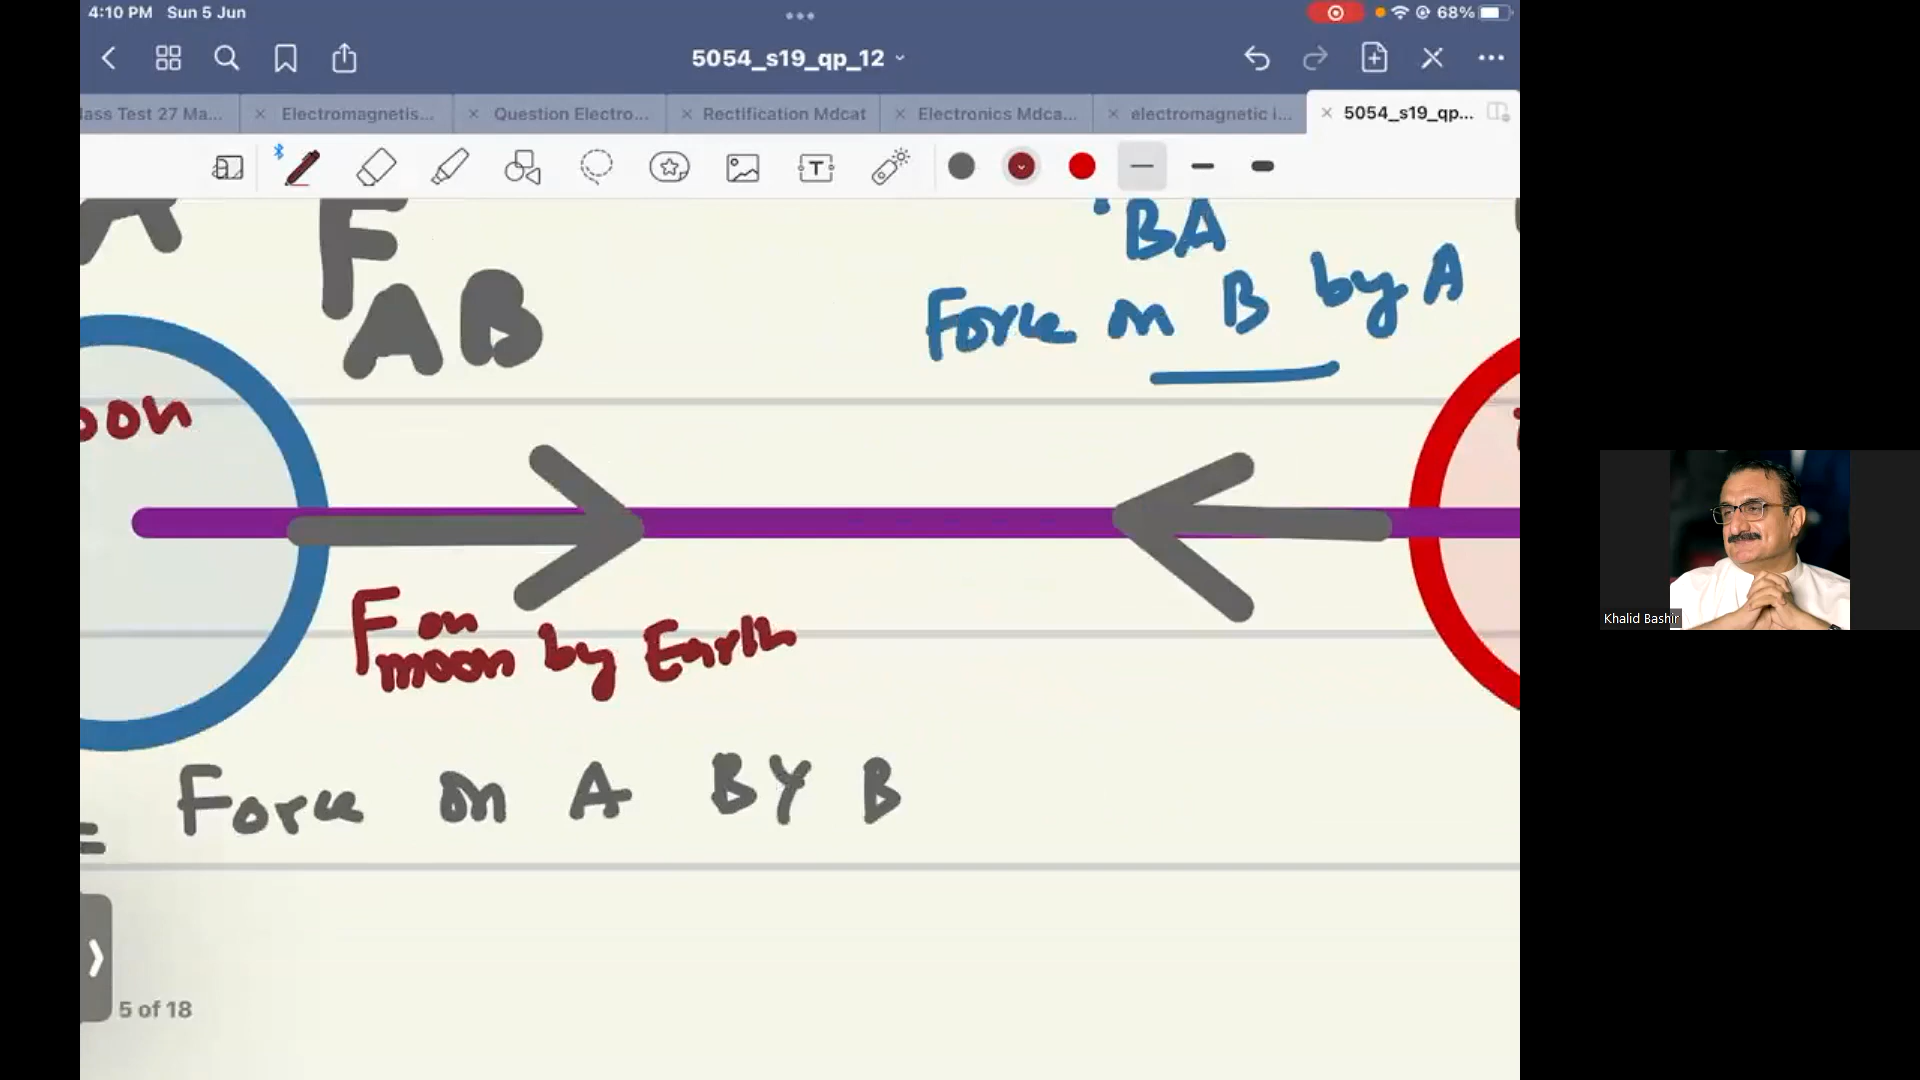 4:10 PM Sun 5 Jun
68%
5054_s19_qp_12
lass Test 27 Ma...
Electromagnetis...
Question Electro...
Rectification Mdcat
Electronics Mdca...
electromagnetic i...
5054_s19_qp...
T
A
F
AB
BA
Force on B by A
oon
F on
moon by Earth
= Force on A BY B
5 of 18
Khalid Bashir